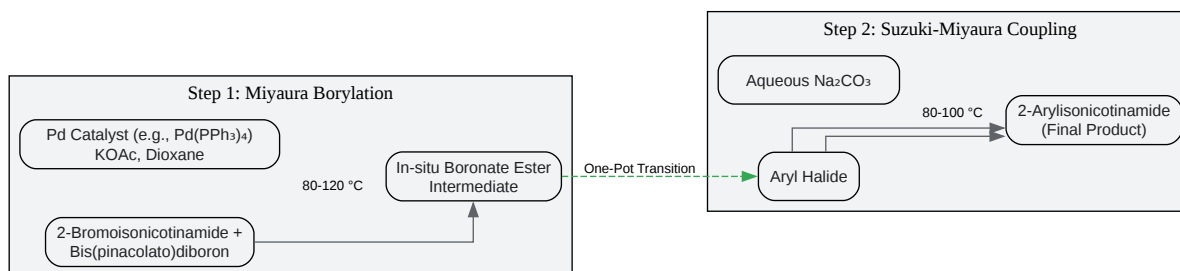 Step 1: Miyaura Borylation
Pd Catalyst (e.g., Pd(PPh₃)₄)
KOAc, Dioxane
80-120 °C
In-situ Boronate Ester
Intermediate
2-Bromoisonicotinamide +
Bis(pinacolato)diboron
One-Pot Transition
Step 2: Suzuki-Miyaura Coupling
Aqueous Na₂CO₃
80-100 °C
2-Arylisonicotinamide
(Final Product)
Aryl Halide